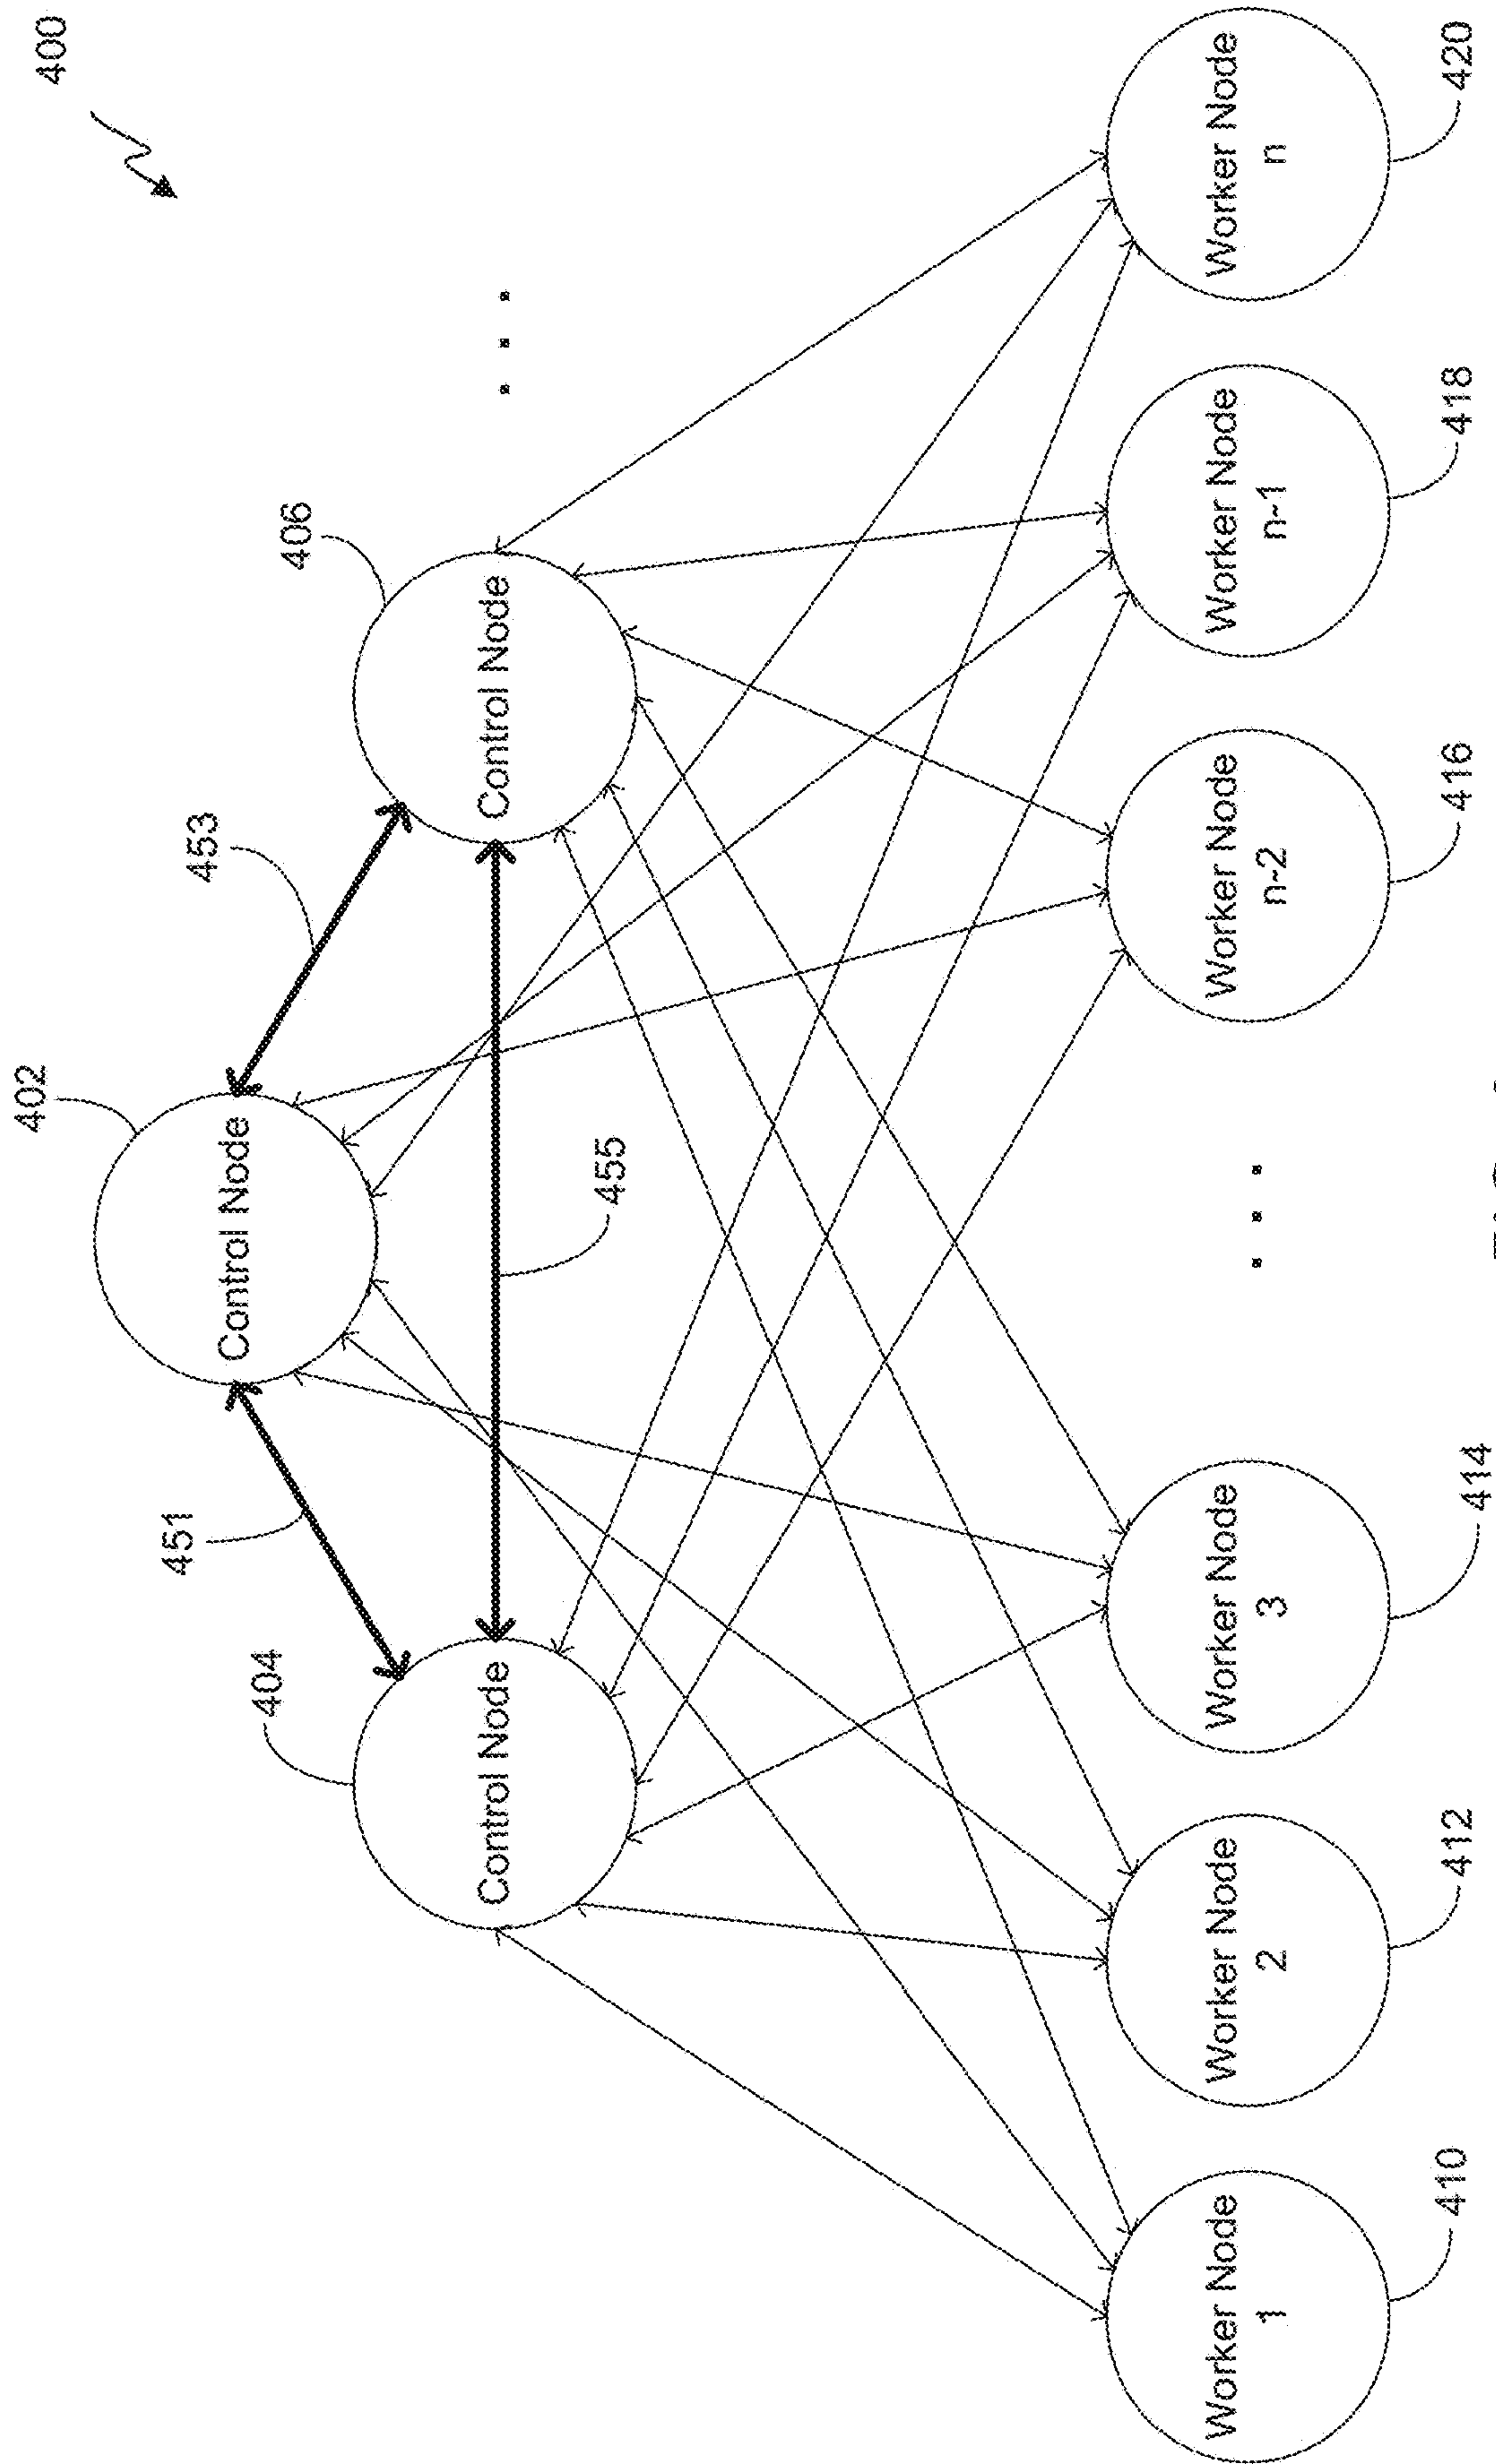 400
402
451
453
Control Node
404
406
Control Node
Control Node
455
. . .
Worker Node
1
Worker Node
2
Worker Node
3
. . .
Worker Node
n-2
Worker Node
n-1
Worker Node
n
410
412
414
416
418
420